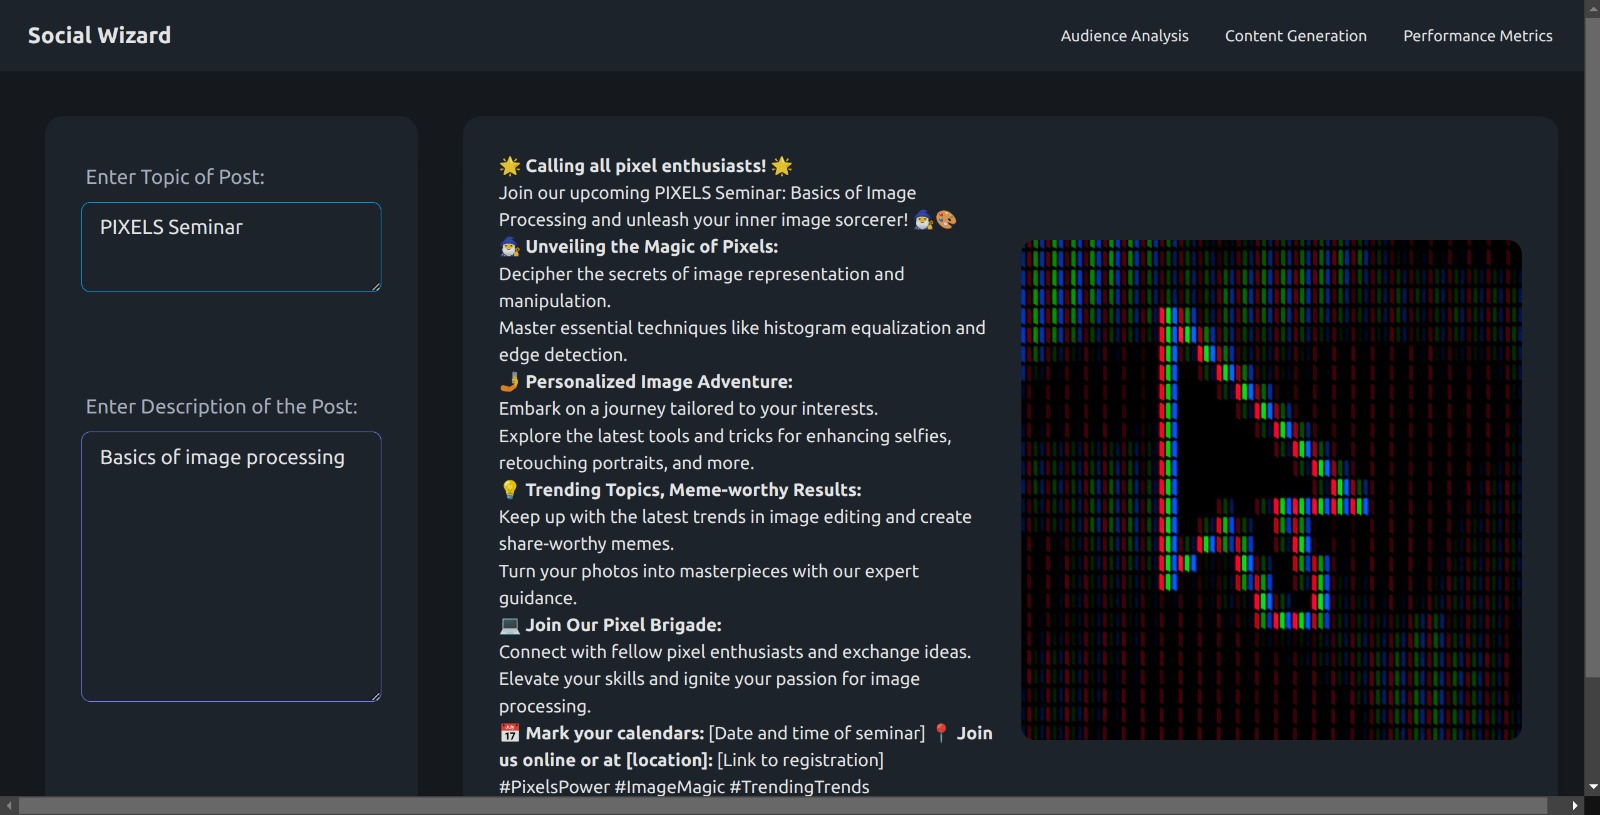 Social Wizard
Audience Analysis
Content Generation
Performance Metrics
Enter Topic of Post:
PIXELS Seminar
Enter Description of the Post:
Basics of image processing
🌟 Calling all pixel enthusiasts! 🌟
Join our upcoming PIXELS Seminar: Basics of Image
Processing and unleash your inner image sorcerer! 🧙‍♂️🎨
🧙‍♂️ Unveiling the Magic of Pixels:
Decipher the secrets of image representation and
manipulation.
Master essential techniques like histogram equalization and
edge detection.
🤳 Personalized Image Adventure:
Embark on a journey tailored to your interests.
Explore the latest tools and tricks for enhancing selfies,
retouching portraits, and more.
💡 Trending Topics, Meme-worthy Results:
Keep up with the latest trends in image editing and create
share-worthy memes.
Turn your photos into masterpieces with our expert
guidance.
💻 Join Our Pixel Brigade:
Connect with fellow pixel enthusiasts and exchange ideas.
Elevate your skills and ignite your passion for image
processing.
📅 Mark your calendars: [Date and time of seminar] 📍 Join
us online or at [location]: [Link to registration]
#PixelsPower #ImageMagic #TrendingTrends